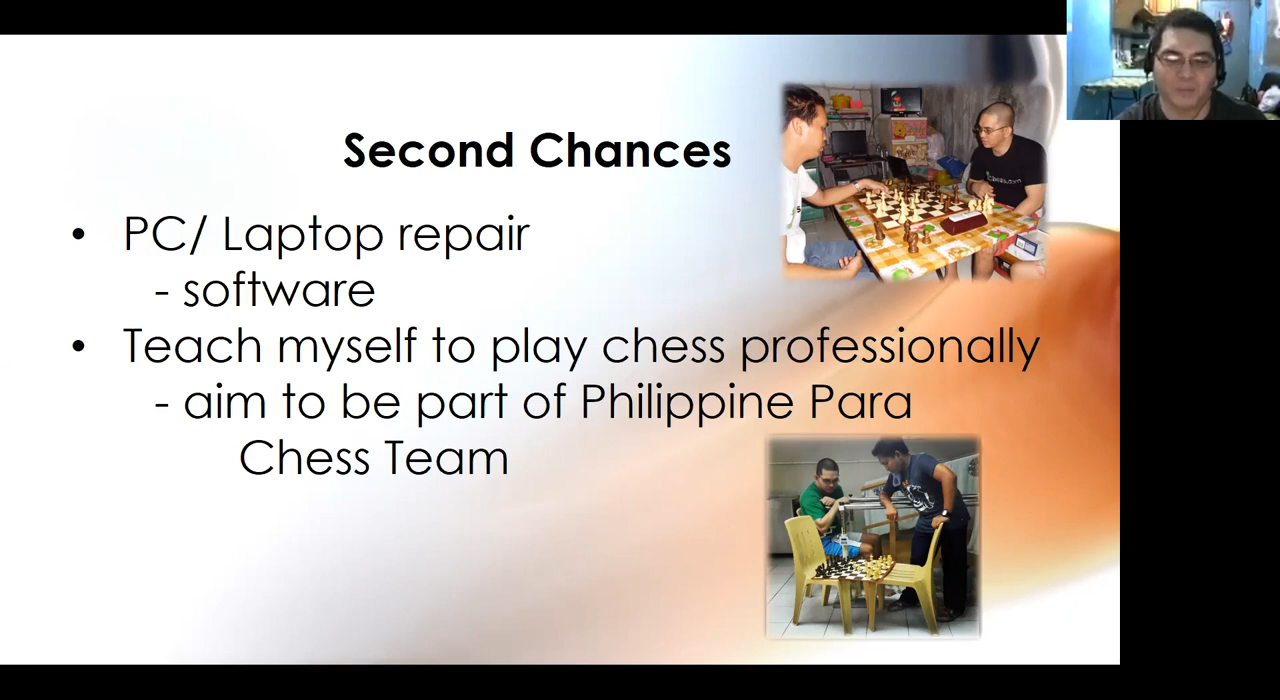 Second Chances
• PC/ Laptop repair
- software
• Teach myself to play chess professionally
- aim to be part of Philippine Para
Chess Team